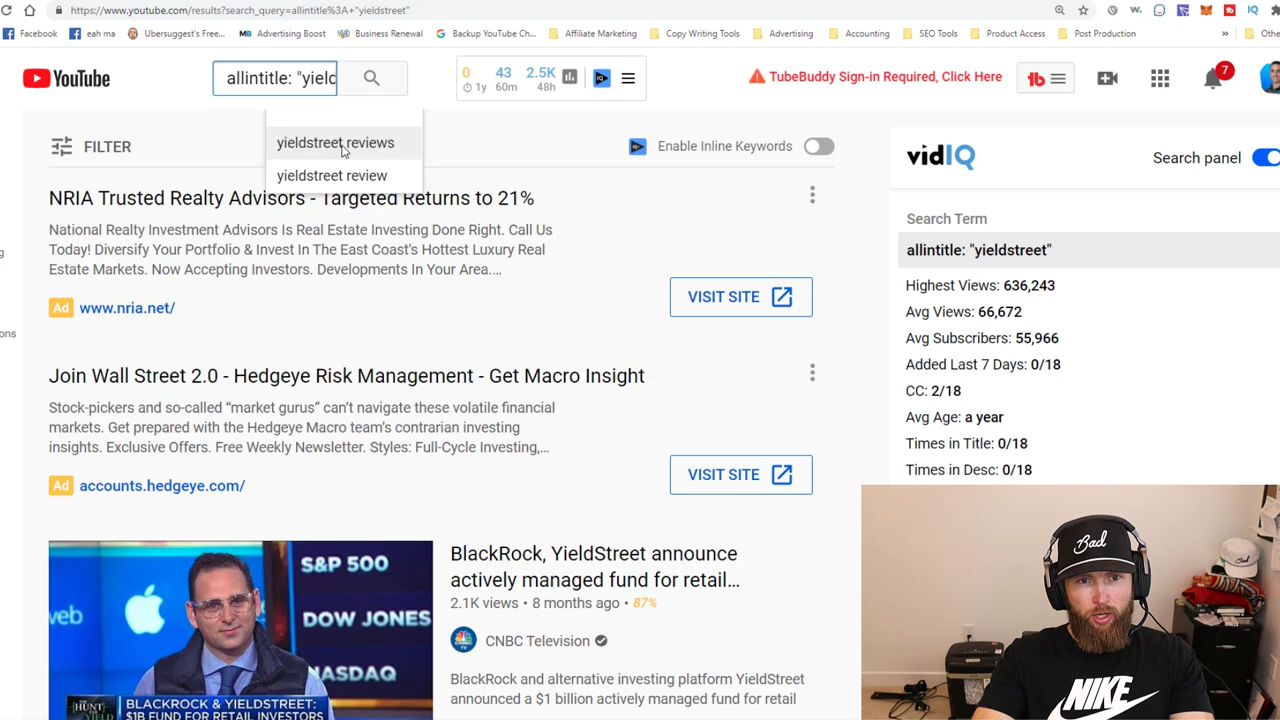 https://www.youtube.com/results?search_query=allintitle%3A+"yieldstreet"
Facebook
eah ma
Ubersuggest's Free...
Advertising Boost
Business Renewal
Backup YouTube Ch...
Affiliate Marketing
Copy Writing Tools
Advertising
Accounting
SEO Tools
Product Access
Post Production
»
YouTube
allintitle: "yield
0
1y
43
60m
2.5K
48h
TubeBuddy Sign-in Required, Click Here
tb
7
yieldstreet reviews
yieldstreet review
FILTER
Enable Inline Keywords
vidIQ
Search panel
NRIA Trusted Realty Advisors - Targeted Returns to 21%
National Realty Investment Advisors Is Real Estate Investing Done Right. Call Us
Today! Diversify Your Portfolio & Invest In The East Coast's Hottest Luxury Real
Estate Markets. Now Accepting Investors. Developments In Your Area....
Ad www.nria.net/
VISIT SITE
Join Wall Street 2.0 - Hedgeye Risk Management - Get Macro Insight
Stock-pickers and so-called “market gurus” can’t navigate these volatile financial
markets. Get prepared with the Hedgeye Macro team’s contrarian investing
insights. Exclusive Offers. Free Weekly Newsletter. Styles: Full-Cycle Investing,...
Ad accounts.hedgeye.com/
VISIT SITE
Search Term
allintitle: "yieldstreet"
Highest Views: 636,243
Avg Views: 66,672
Avg Subscribers: 55,966
Added Last 7 Days: 0/18
CC: 2/18
Avg Age: a year
Times in Title: 0/18
Times in Desc: 0/18
BlackRock, YieldStreet announce
actively managed fund for retail...
2.1K views • 8 months ago • 87%
CNBC Television
BlackRock and alternative investing platform YieldStreet
announced a $1 billion actively managed fund for retail
S&P 500
DOW JONES
NASDAQ
web
HUNT
BLACKROCK & YIELDSTREET:
$1B FUND FOR RETAIL INVESTORS
Bad
NIKE